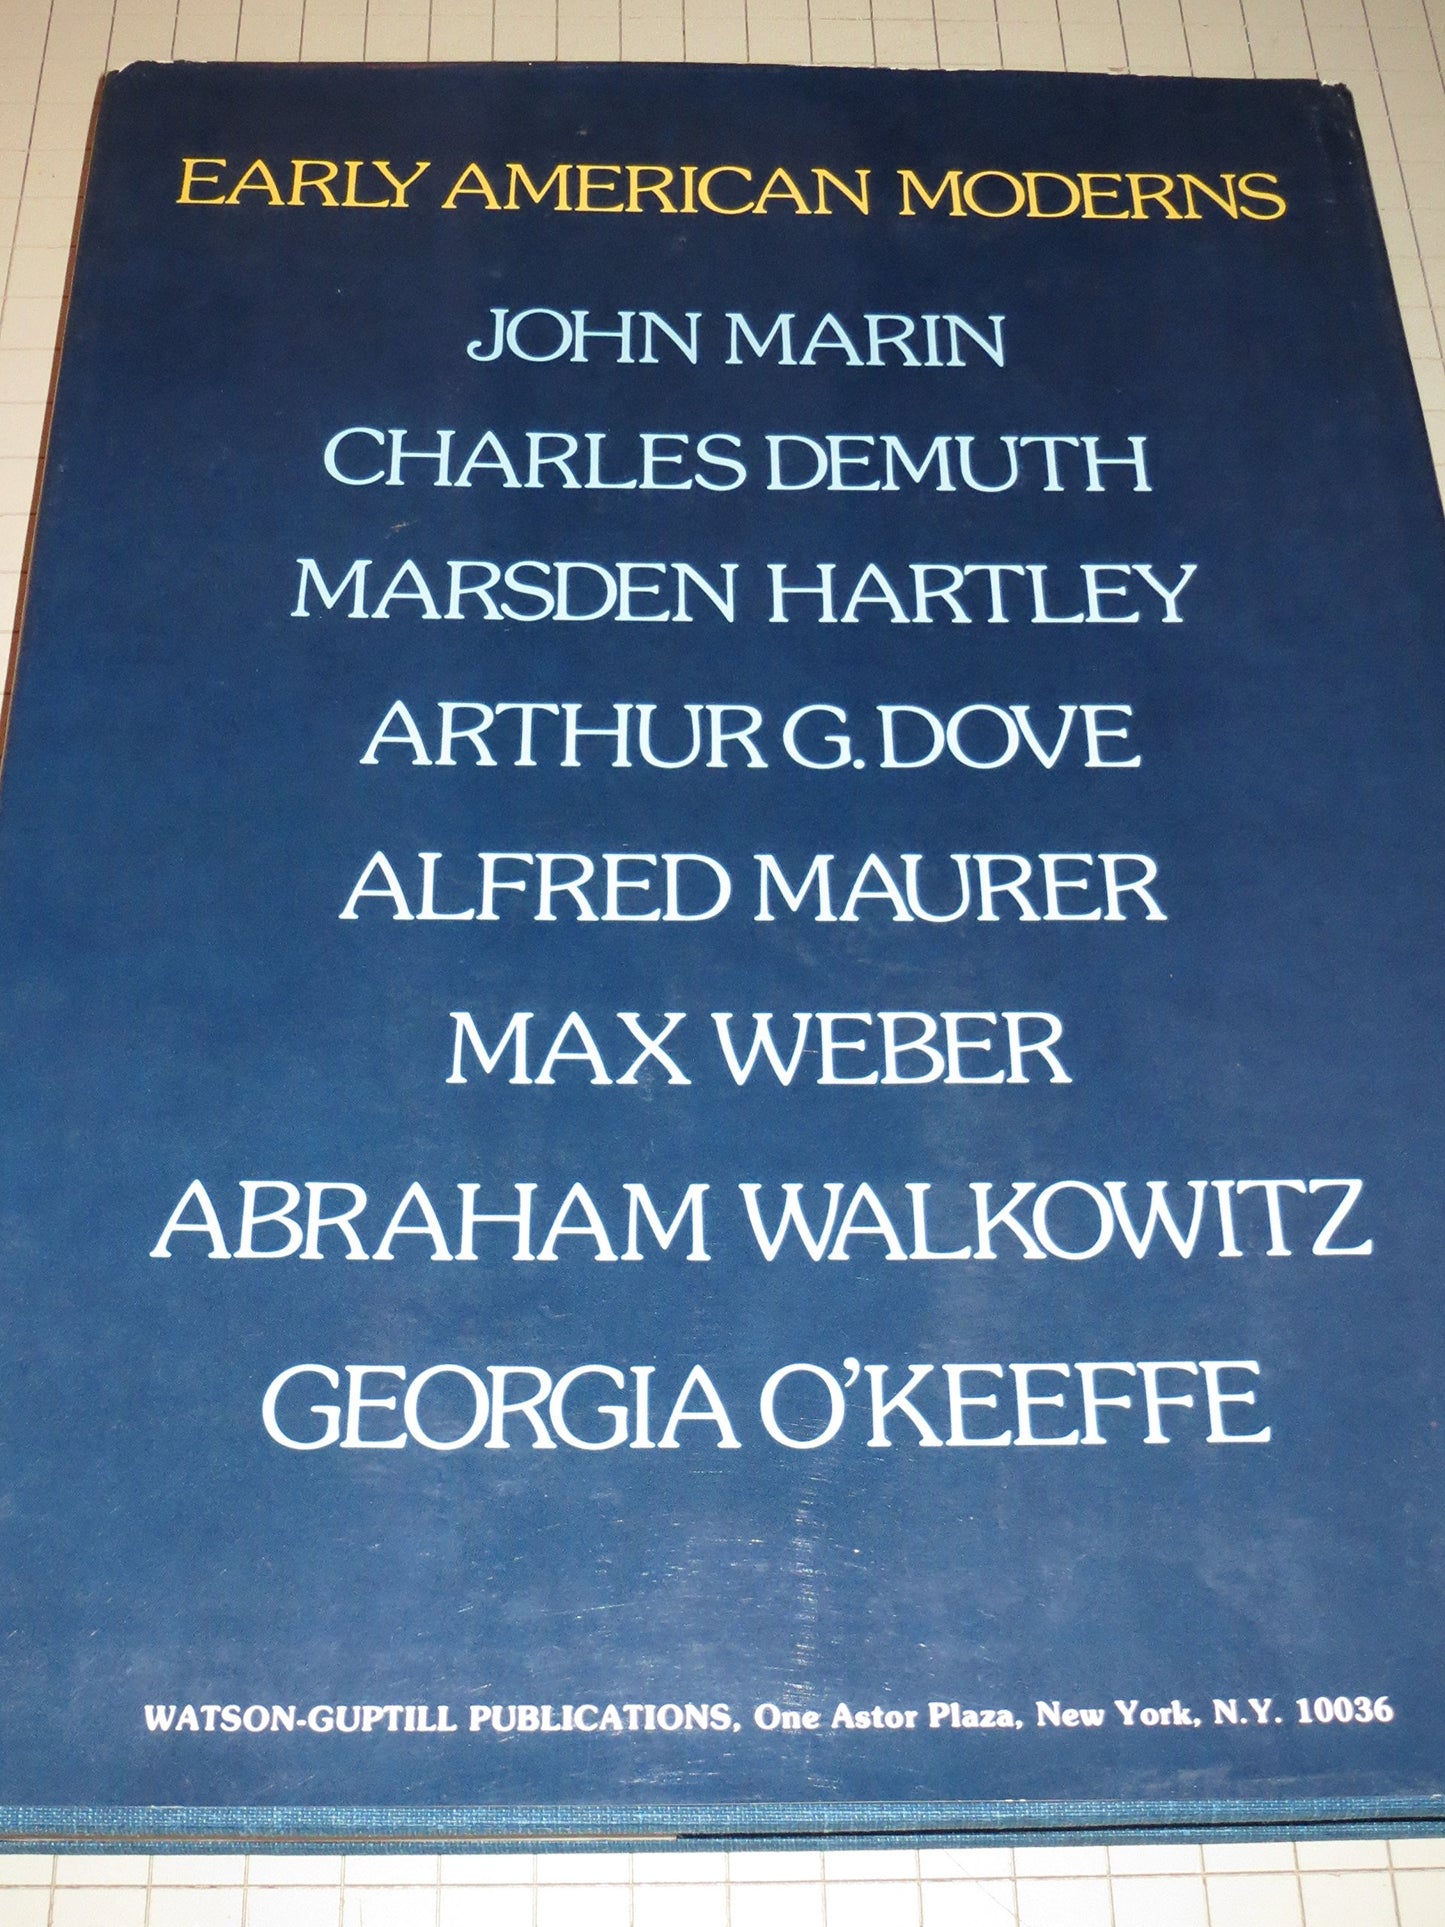 EARLY AMERICAN MODERNS
JOHN MARIN
CHARLES DEMUTH
MARSDEN HARTLEY
ARTHUR G. DOVE
ALFRED MAURER
MAX WEBER
ABRAHAM WALKOWITZ
GEORGIA O'KEEFFE
WATSON-GUPTILL PUBLICATIONS, One Astor Plaza, New York, N.Y. 10036